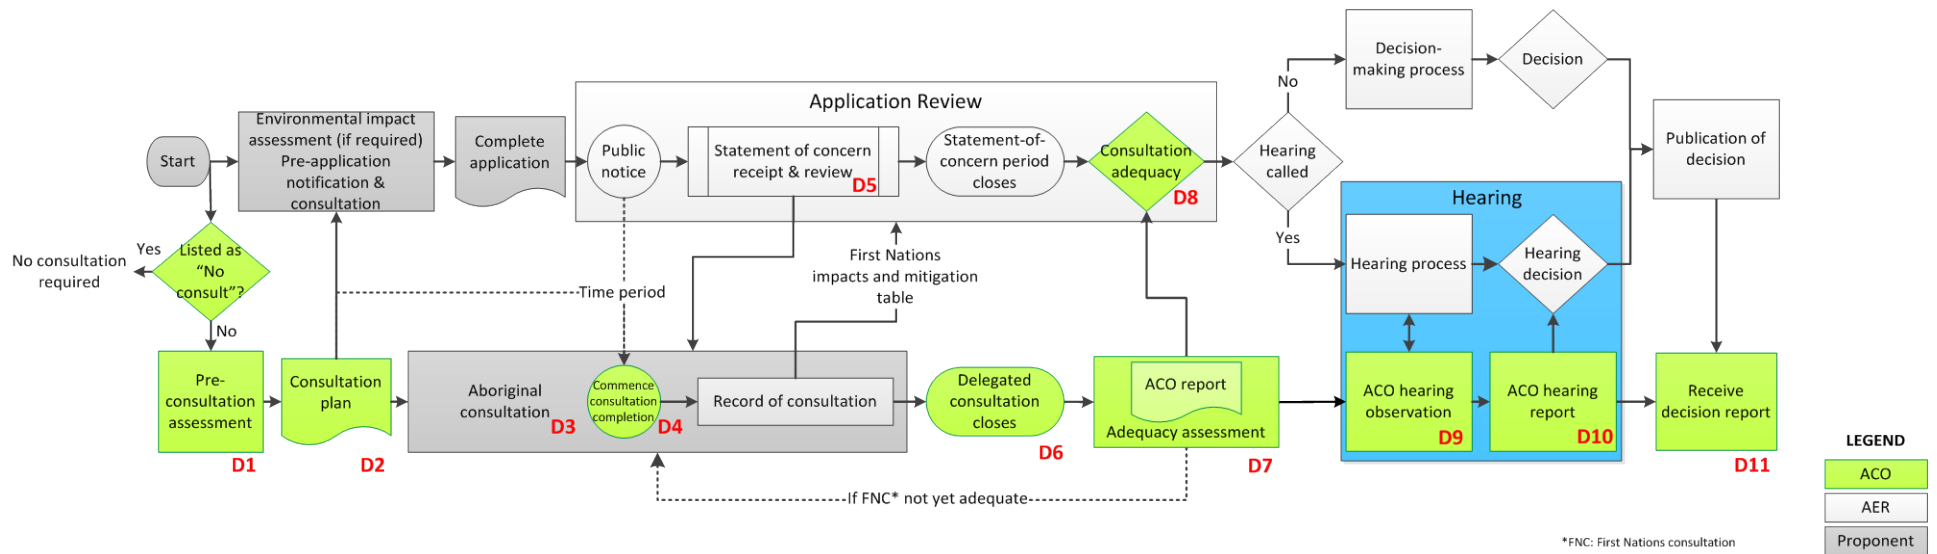 Start
Environmental impact
assessment (if required)
Pre-application
notification &
consultation
Complete
application
Application Review
Public
notice
Statement of concern
receipt & review
D5
Statement-of-
concern period
closes
Consultation
adequacy
D8
Hearing
called
No
Yes
Decision-
making process
Decision
Publication of
decision
Hearing
Hearing process
Hearing
decision
Yes
No consultation
required
Listed as
“No
consult”?
No
Time period
First Nations
impacts and mitigation
table
Pre-
consultation
assessment
D1
Consultation
plan
D2
Aboriginal
consultation
D3
Commence
consultation
completion
D4
Record of consultation
Delegated
consultation
closes
D6
ACO report
Adequacy assessment
D7
ACO hearing
observation
D9
ACO hearing
report
D10
Receive
decision report
D11
If FNC* not yet adequate
LEGEND
ACO
AER
Proponent
*FNC: First Nations consultation